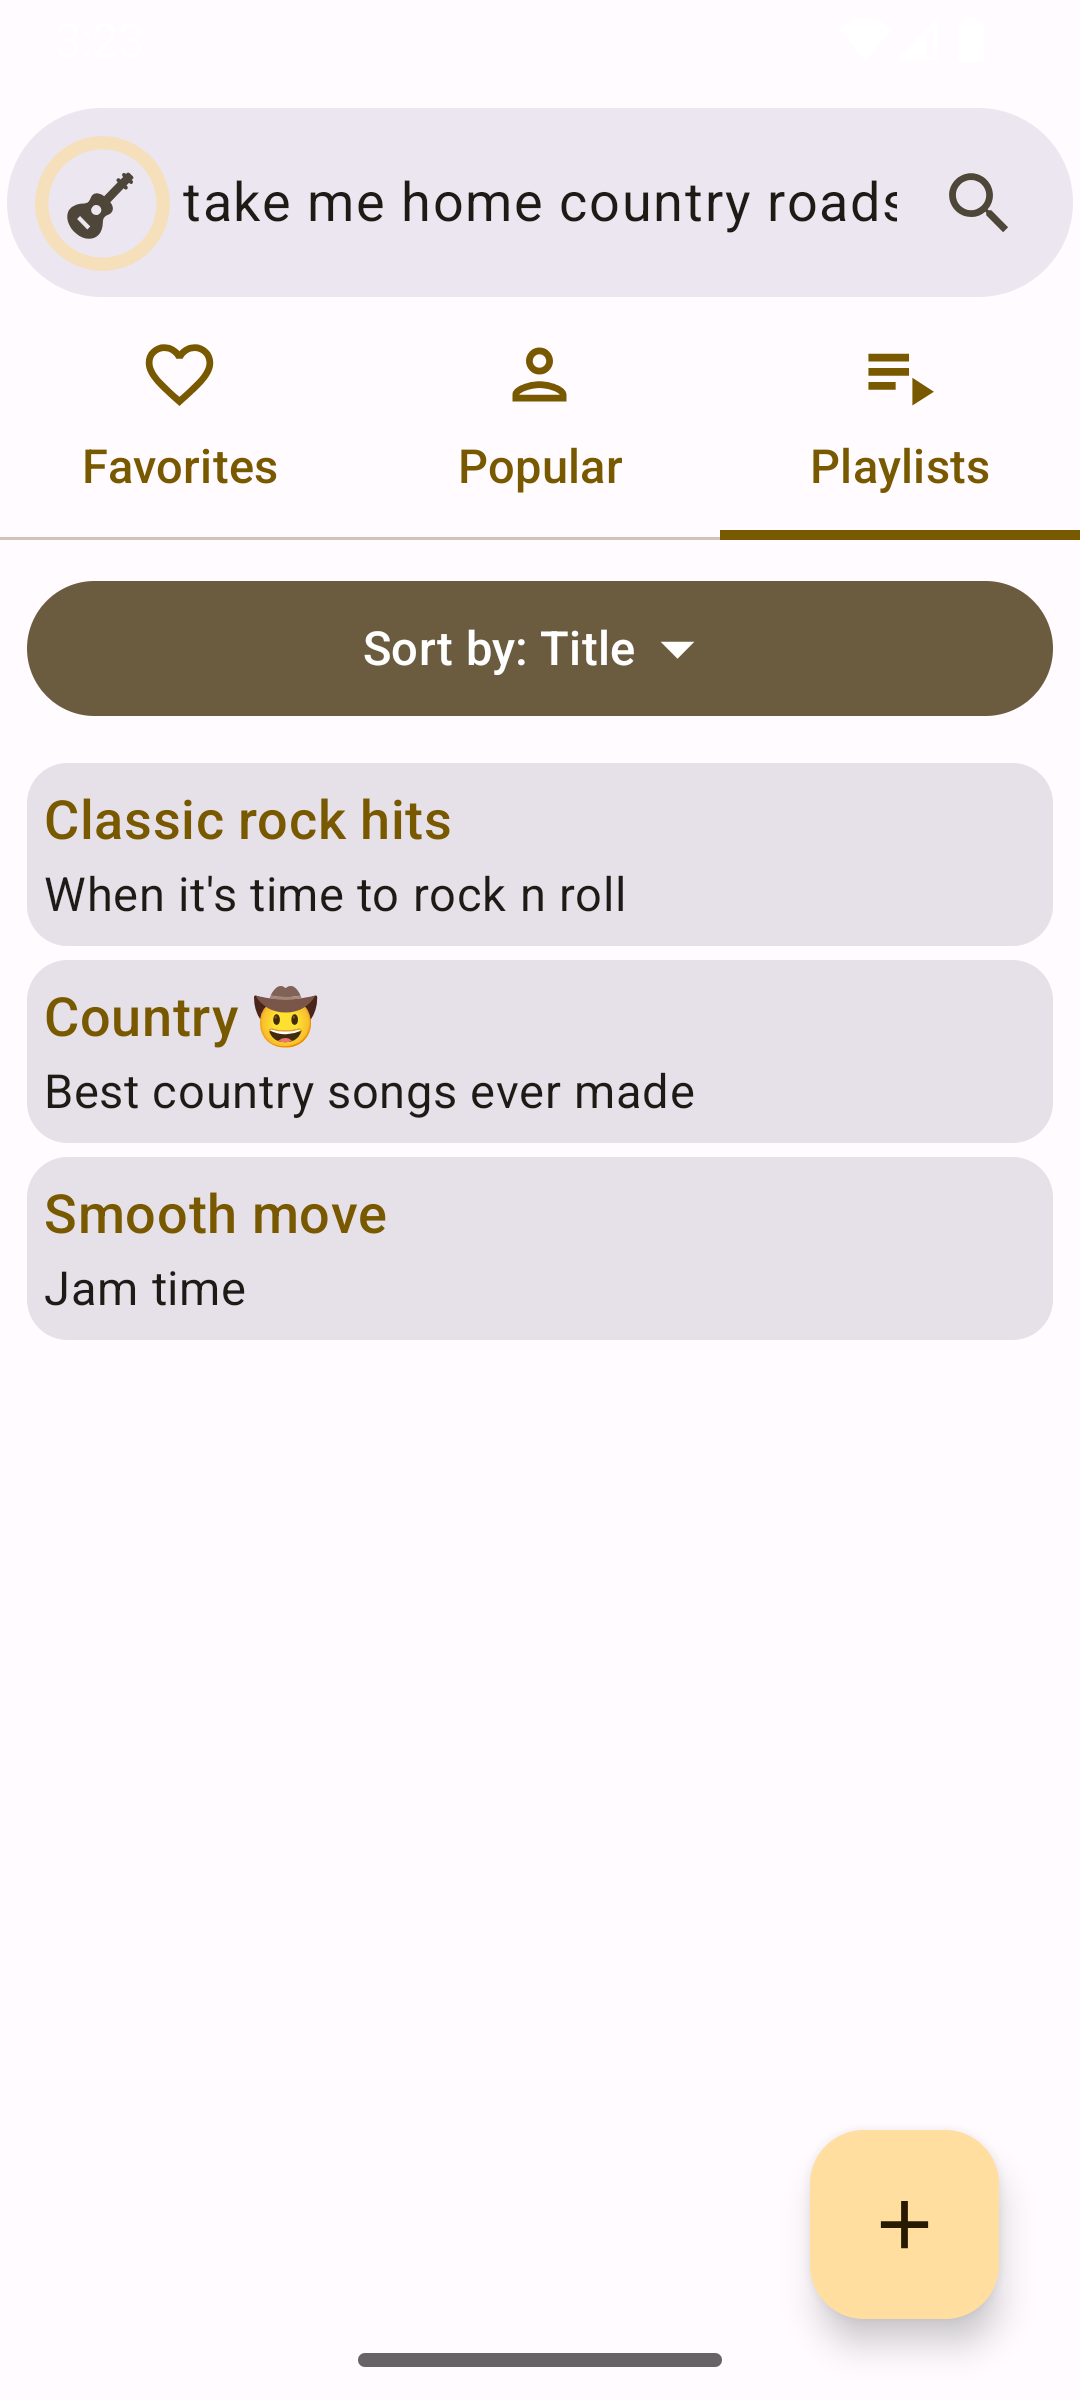 take me home country roads
Favorites
Popular
Playlists
Sort by: Title
Classic rock hits
When it's time to rock n roll
Country 🤠
Best country songs ever made
Smooth move
Jam time